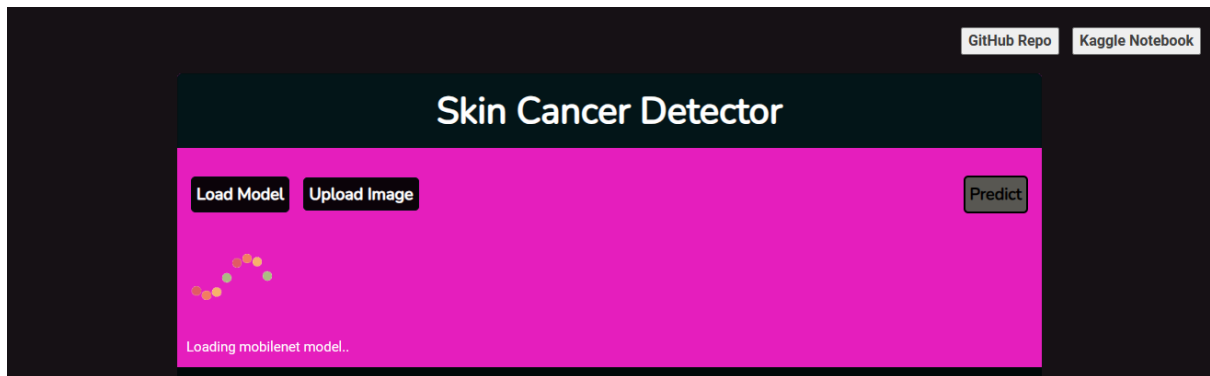 GitHub Repo Kaggle Notebook
Skin Cancer Detector
Load Model Upload Image Predict
Loading mobilenet model..